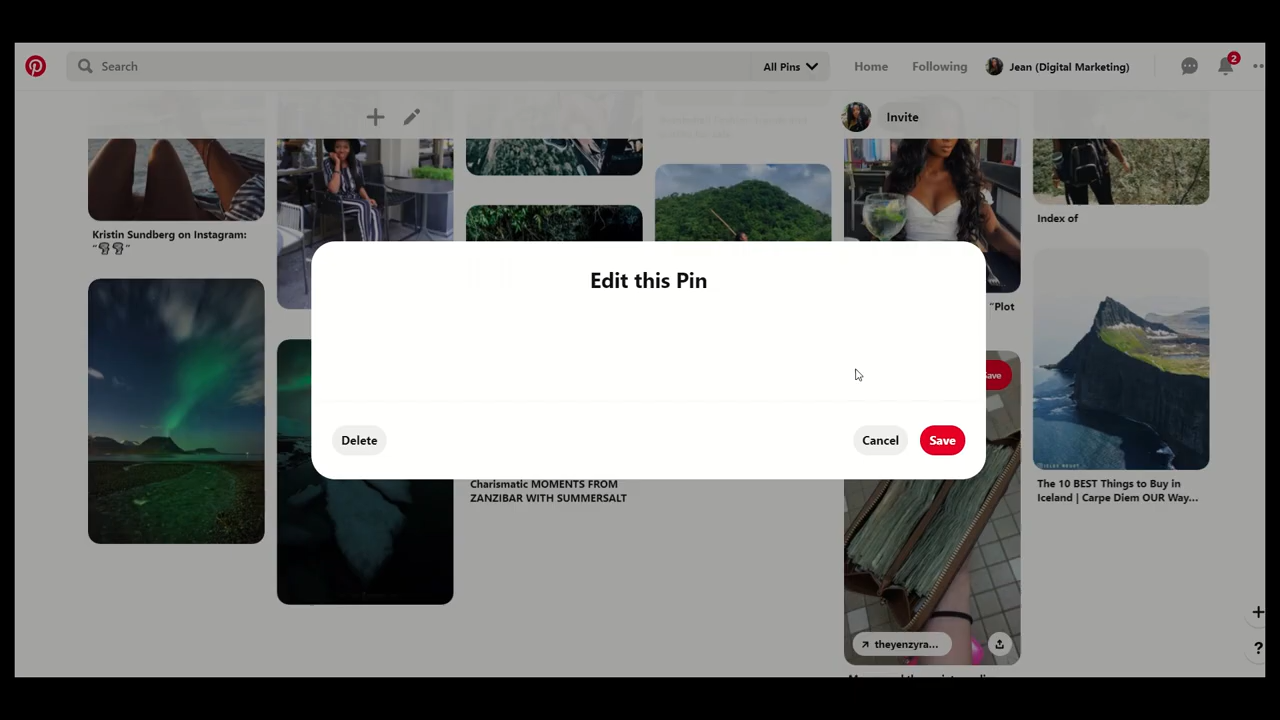 Search
All Pins
Home
Following
Jean (Digital Marketing)
2
Invite
Kristin Sundberg on Instagram:
Index of
"Plot
Edit this Pin
Save
Delete
Cancel
Save
Charismatic MOMENTS FROM
ZANZIBAR WITH SUMMERSALT
The 10 BEST Things to Buy in
Iceland | Carpe Diem OUR Way...
theyenzyra...
?